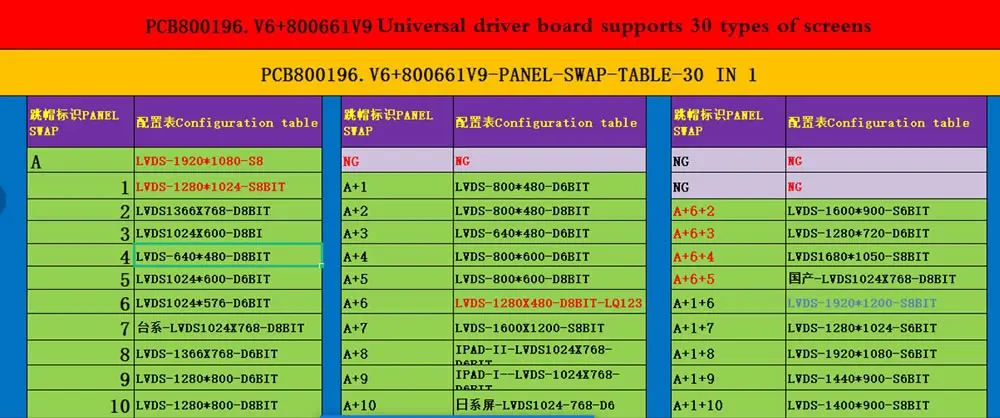 PCB800196.V6+800661V9 Universal driver board supports 30 types of screens
PCB800196.V6+800661V9-PANEL-SWAP-TABLE-30 IN 1
跳帽标识PANEL SWAP 配置表Configuration table 跳帽标识PANEL SWAP 配置表Configuration table 跳帽标识PANEL SWAP 配置表Configuration table
A LVDS-1920*1080-S8 NG NG NG NG
1 LVDS-1280*1024-S8BIT A+1 LVDS-800*480-D6BIT NG NG
2 LVDS1366X768-D8BIT A+2 LVDS-800*480-D8BIT A+6+2 LVDS-1600*900-S6BIT
3 LVDS1024X600-D8BI A+3 LVDS-640*480-D6BIT A+6+3 LVDS-1280*720-D6BIT
4 LVDS-640*480-D8BIT A+4 LVDS-800*600-D6BIT A+6+4 LVDS1680*1050-S8BIT
5 LVDS1024*600-D6BIT A+5 LVDS-800*600-D8BIT A+6+5 国产-LVDS1024X768-D8BIT
6 LVDS1024*576-D6BIT A+6 LVDS-1280X480-D8BIT-LQ123 A+1+6 LVDS-1920*1200-S8BIT
7 台系-LVDS1024X768-D8BIT A+7 LVDS-1600X1200-S8BIT A+1+7 LVDS-1280*1024-S6BIT
8 LVDS-1366X768-D6BIT A+8 IPAD-II-LVDS1024X768-D6BIT A+1+8 LVDS-1920*1080-S6BIT
9 LVDS-1280*800-D6BIT A+9 IPAD-I--LVDS-1024X768-D6BIT A+1+9 LVDS-1440*900-S6BIT
10 LVDS-1280*800-D8BIT A+10 日系屏-LVDS1024-768-D6 A+1+10 LVDS-1400*900-S8BIT